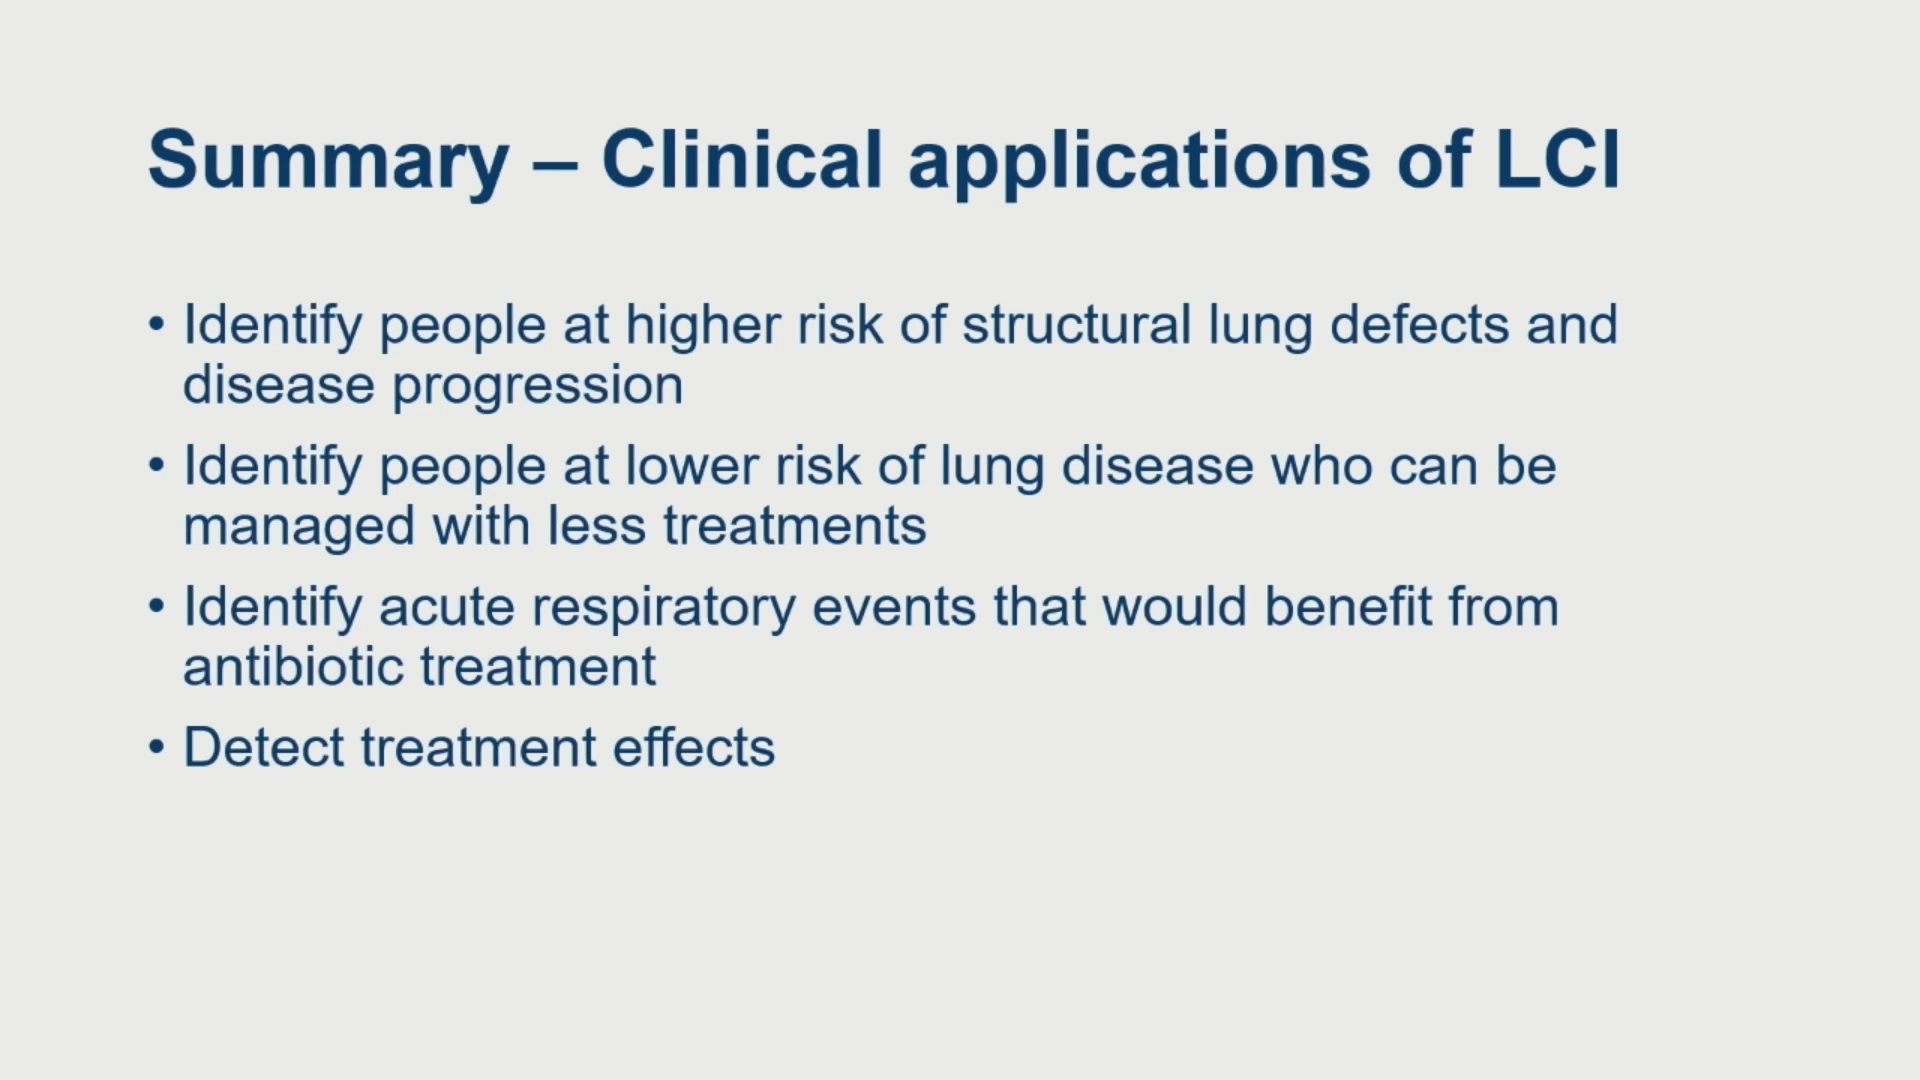 Summary – Clinical applications of LCI
• Identify people at higher risk of structural lung defects and
disease progression
• Identify people at lower risk of lung disease who can be
managed with less treatments
• Identify acute respiratory events that would benefit from
antibiotic treatment
• Detect treatment effects